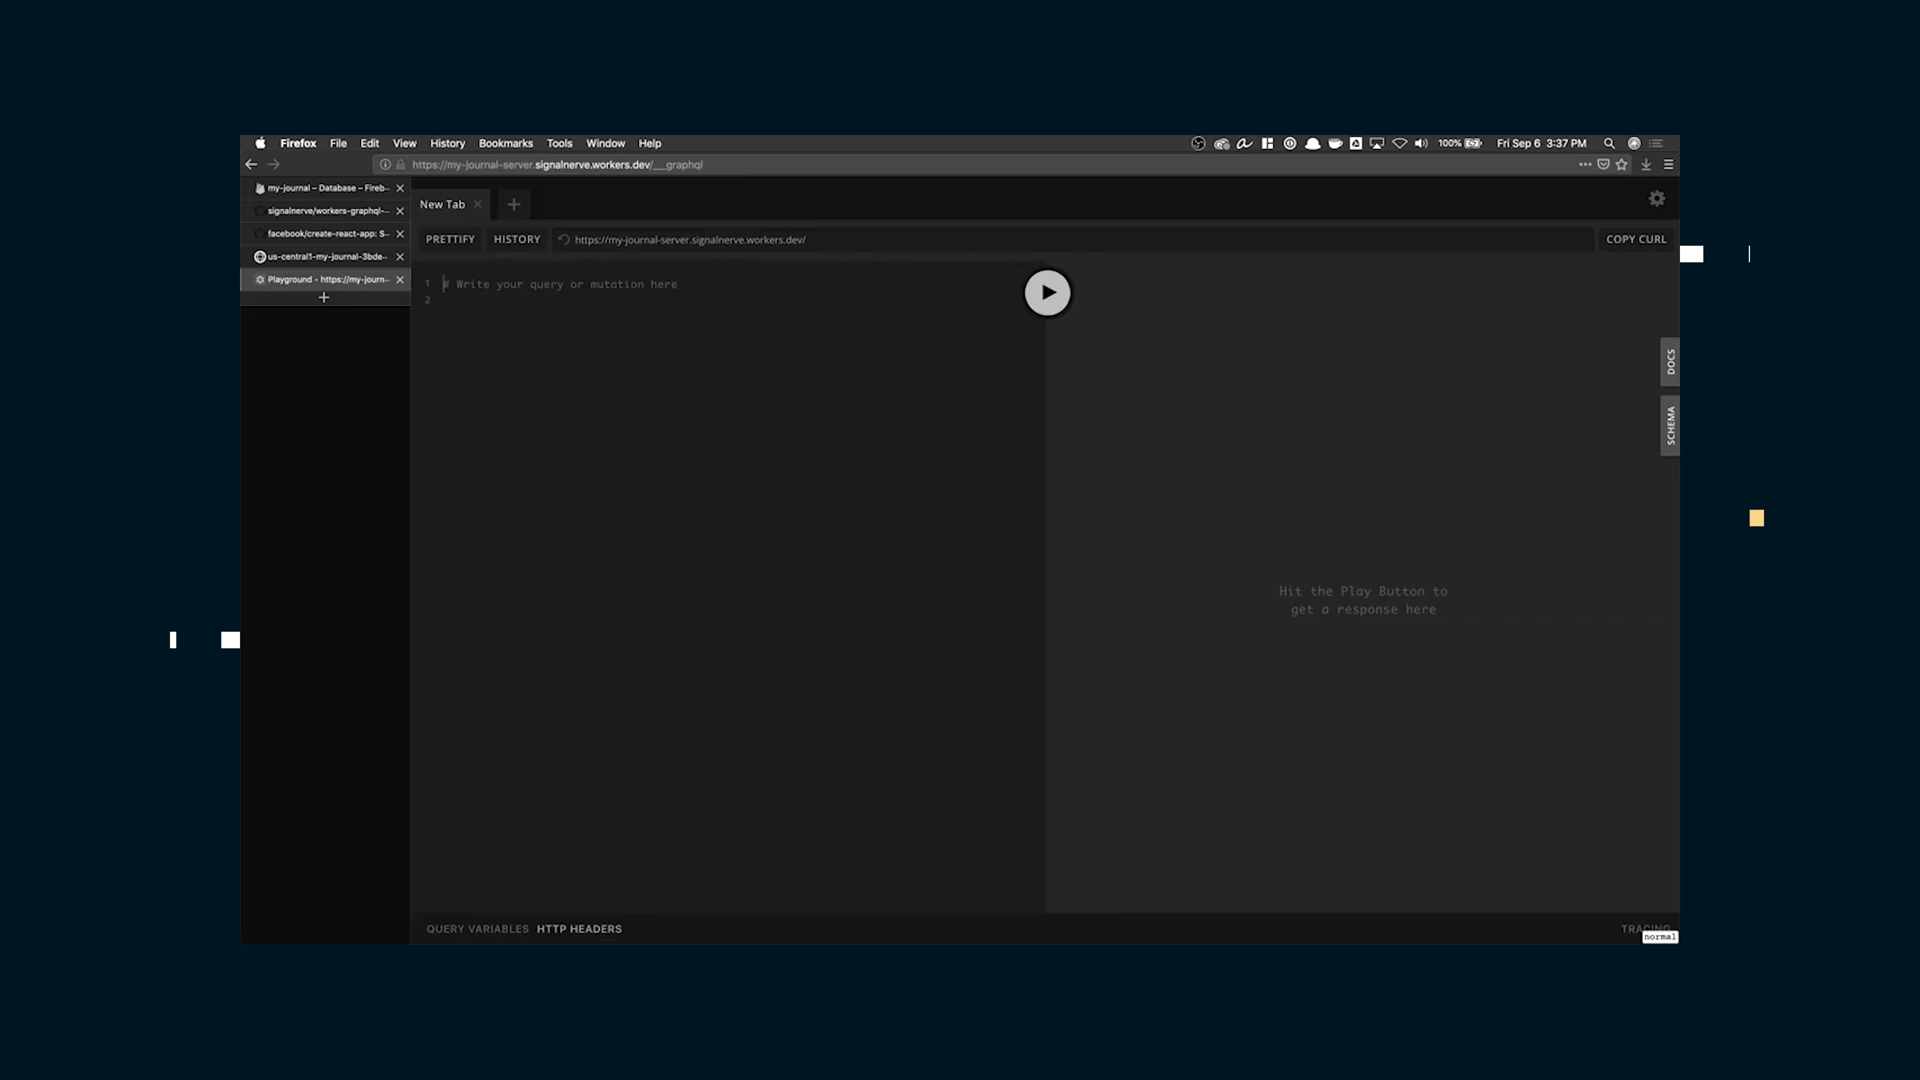 Firefox File Edit View History Bookmarks Tools Window Help 100% Fri Sep 6 3:37 PM
https://my-journal-server.signalnerve.workers.dev/___graphql
my-journal – Database – Fireb··
signalnerve/workers-graphql-··
facebook/create-react-app: S··
us-central1-my-journal-3bde··
Playground - https://my-journ··
New Tab
PRETTIFY HISTORY https://my-journal-server.signalnerve.workers.dev/ COPY CURL
1 # Write your query or mutation here
2
DOCS
SCHEMA
Hit the Play Button to
get a response here
QUERY VARIABLES HTTP HEADERS TRACING
normal